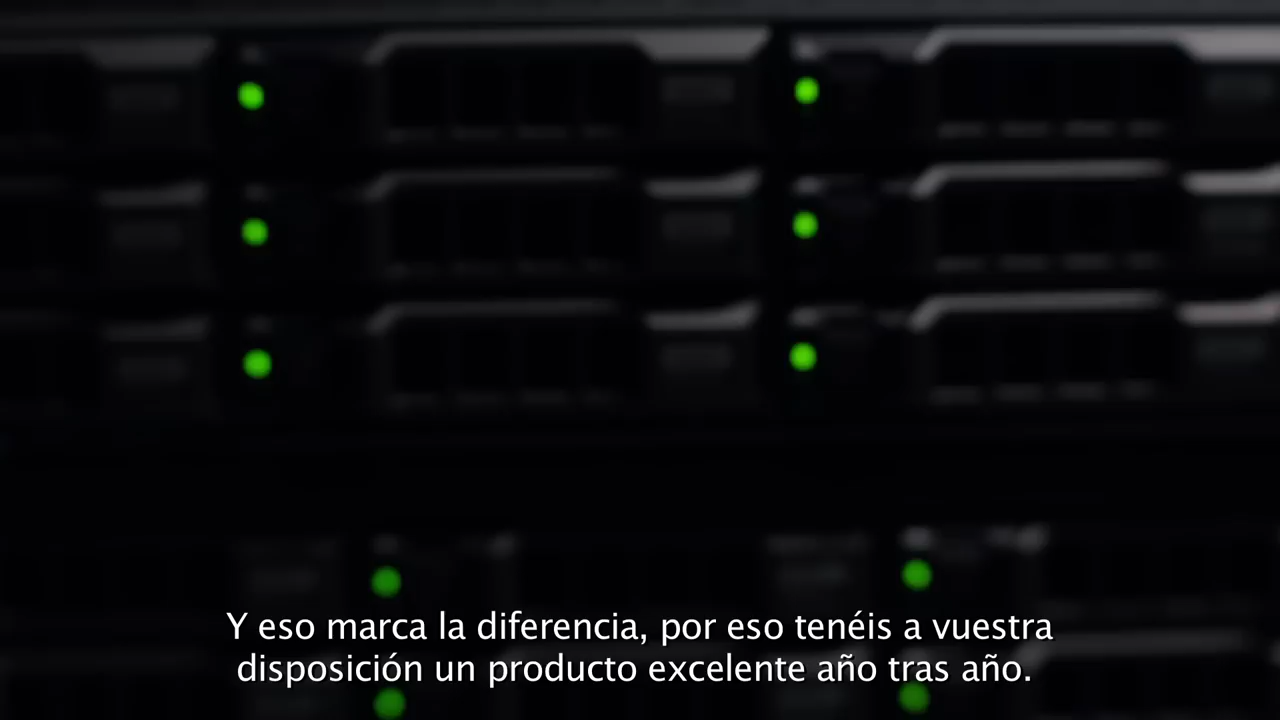 Y eso marca la diferencia, por eso tenéis a vuestra
disposición un producto excelente año tras año.